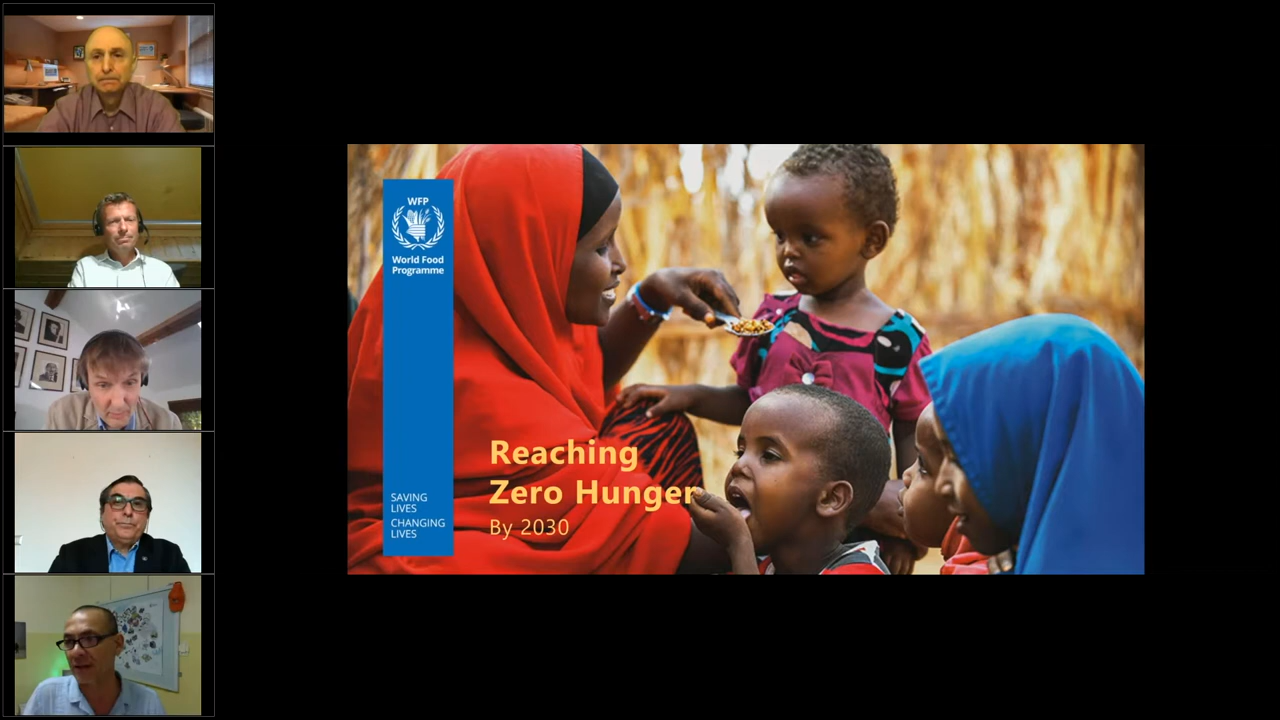 WFP
World Food
Programme
SAVING
LIVES
CHANGING
LIVES
Reaching
Zero Hunger
By 2030